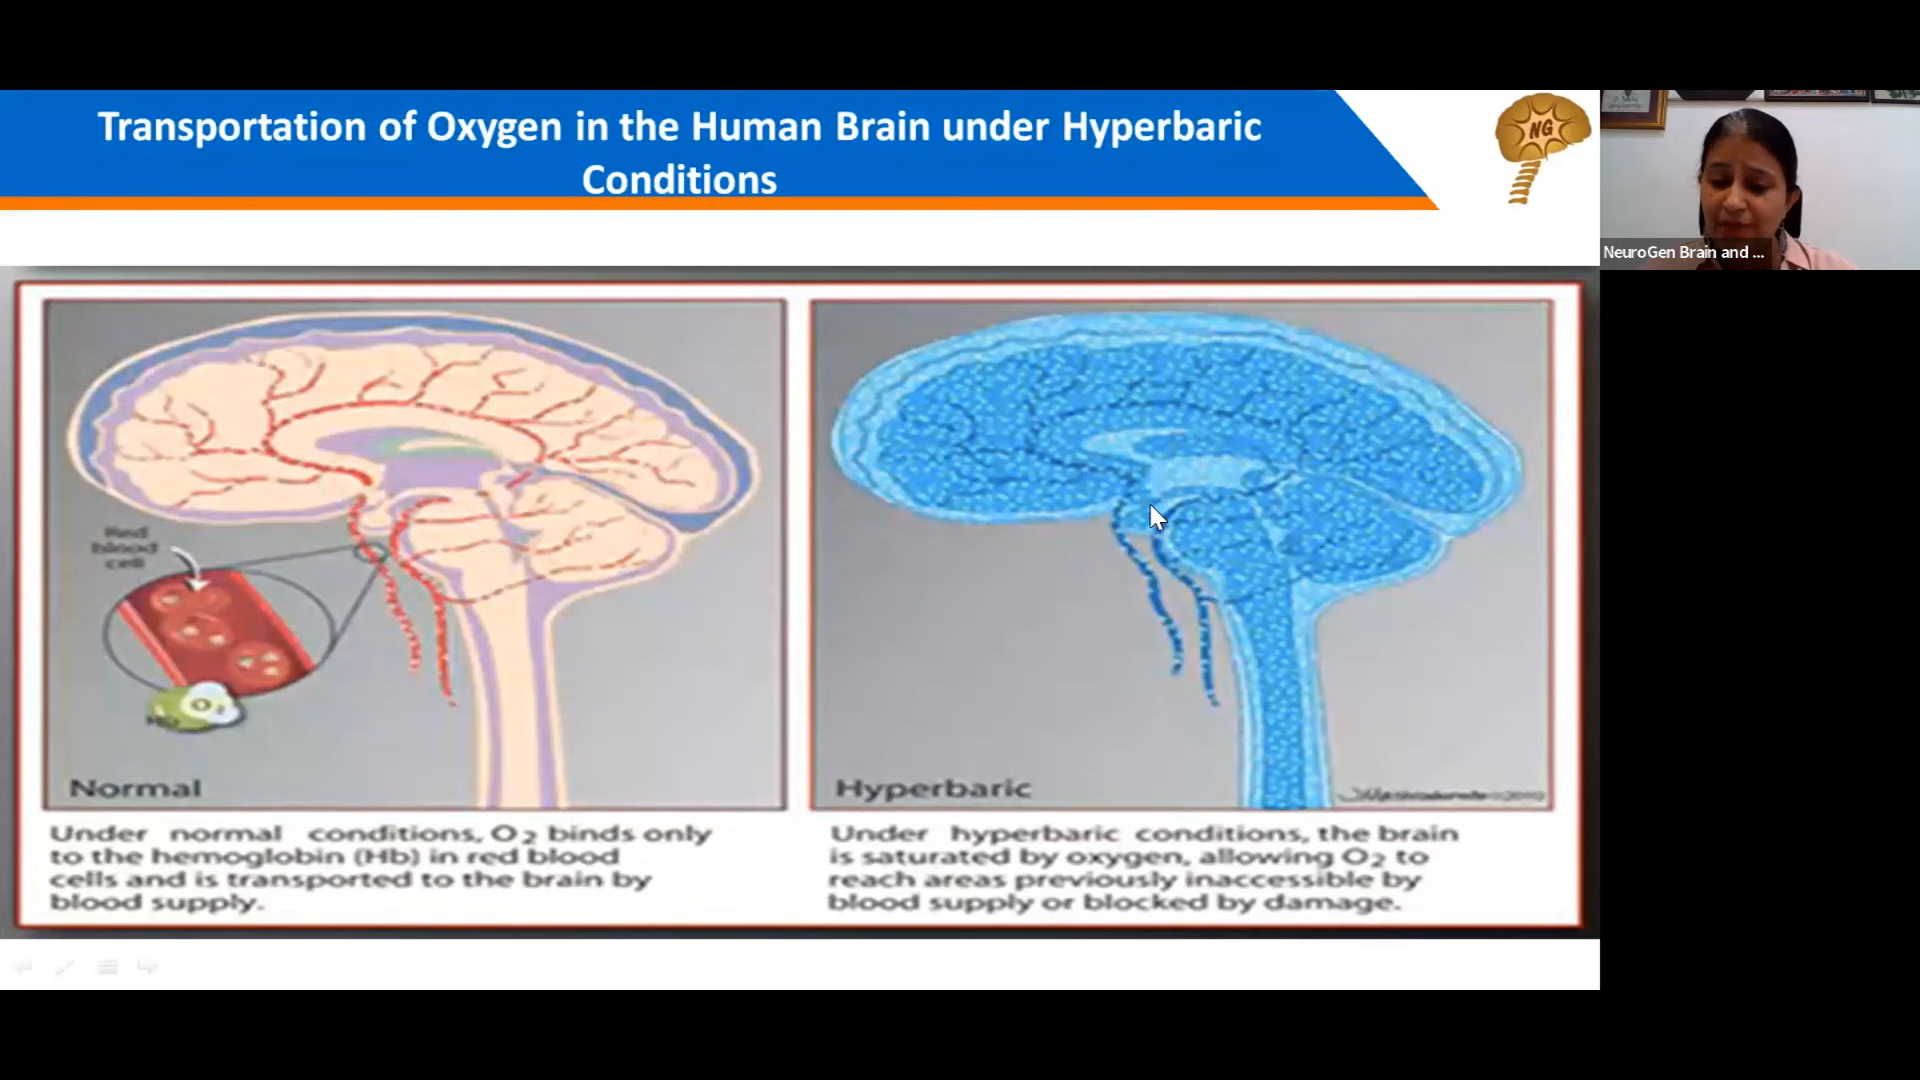 Transportation of Oxygen in the Human Brain under Hyperbaric
Conditions
NG
NeuroGen Brain and ...
Red
blood
cell
O2
Normal
Hyperbaric
Under normal conditions, O2 binds only
to the hemoglobin (Hb) in red blood
cells and is transported to the brain by
blood supply.
Under hyperbaric conditions, the brain
is saturated by oxygen, allowing O2 to
reach areas previously inaccessible by
blood supply or blocked by damage.